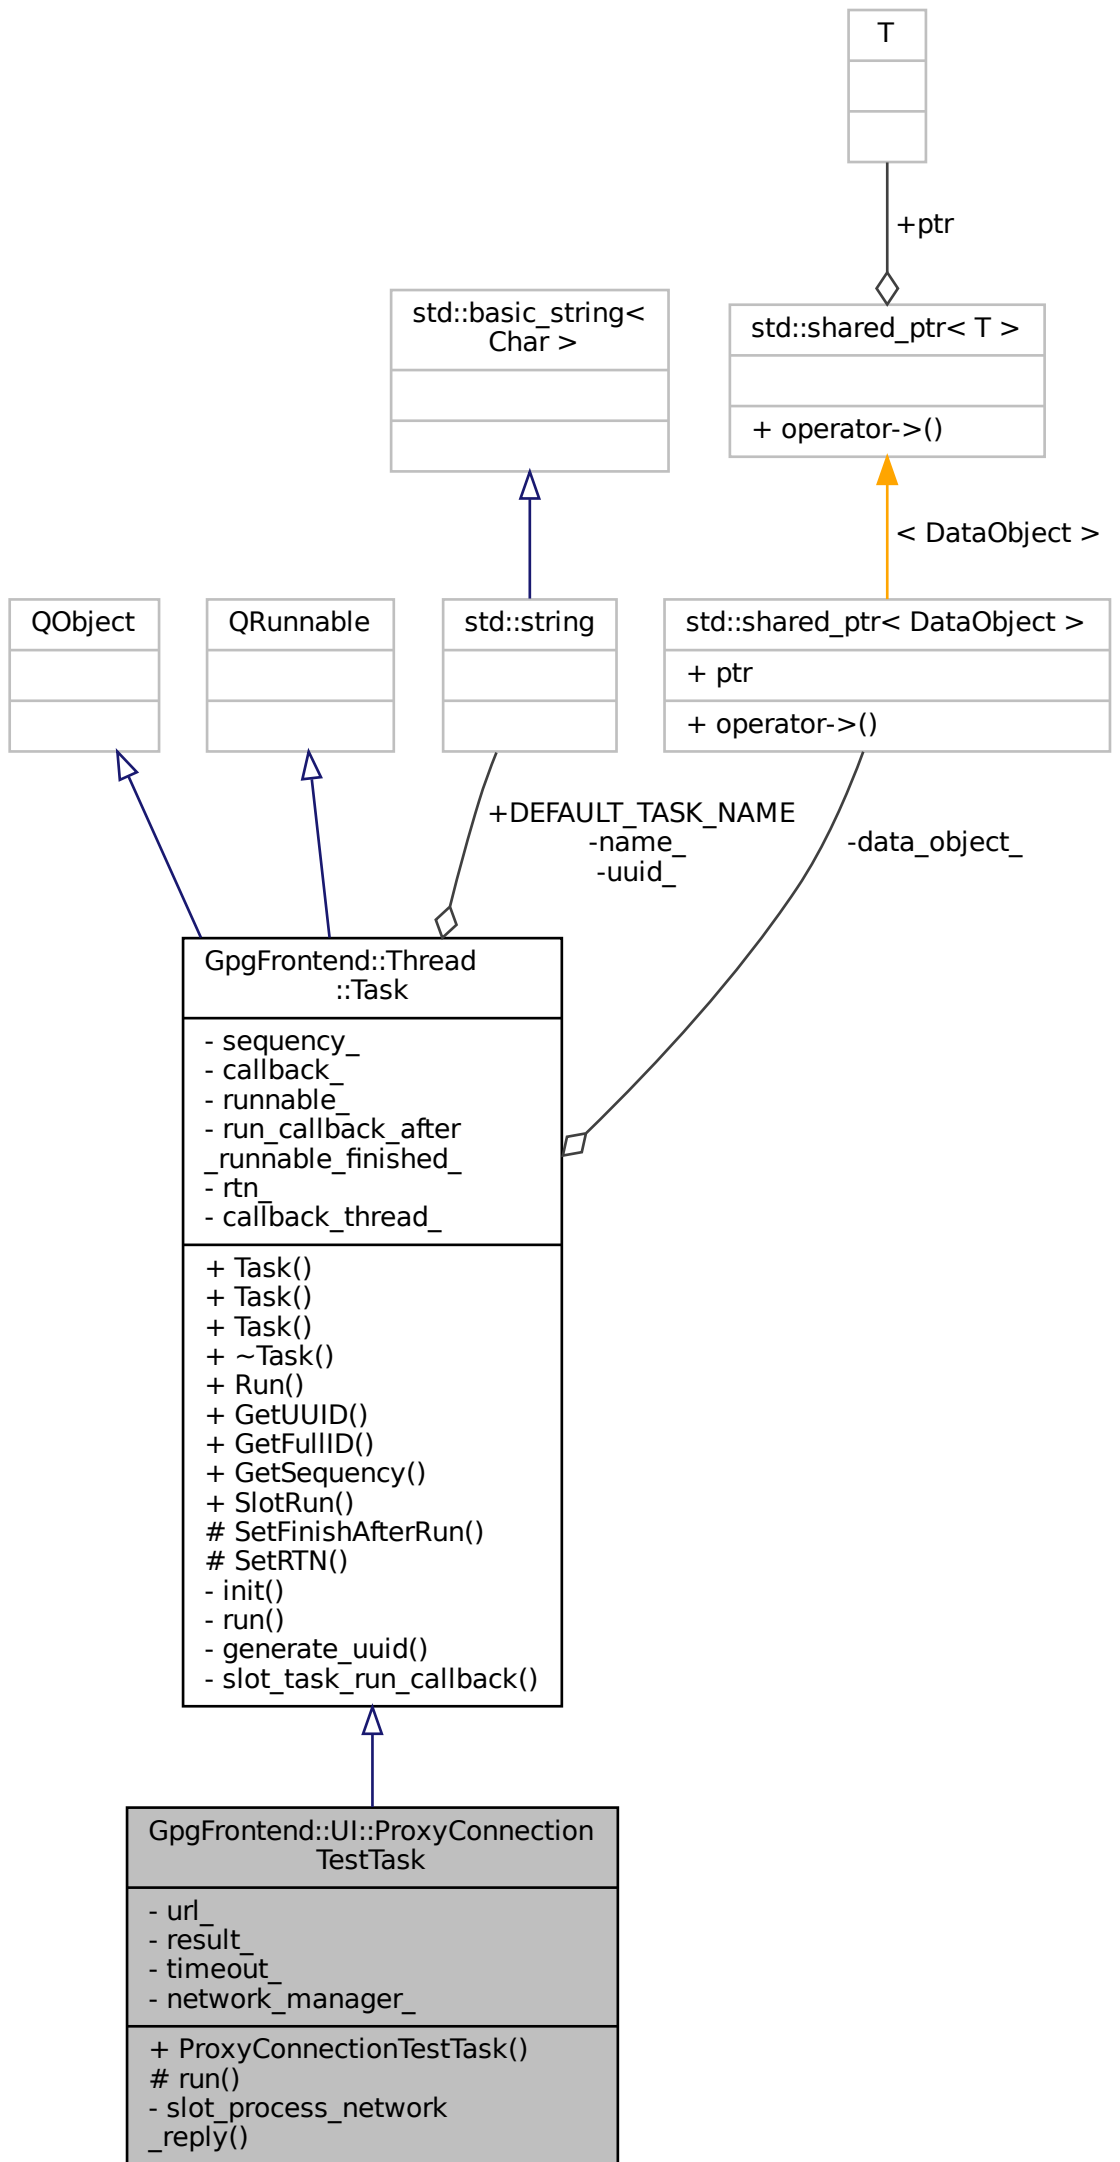 T
+ptr
std::basic_string<
Char >
std::shared_ptr< T >
+ operator->()
< DataObject >
QObject
QRunnable
std::string
std::shared_ptr< DataObject >
+ ptr
+ operator->()
+DEFAULT_TASK_NAME
-name_
-uuid_
-data_object_
GpgFrontend::Thread
::Task
- sequency_
- callback_
- runnable_
- run_callback_after
_runnable_finished_
- rtn_
- callback_thread_
+ Task()
+ Task()
+ Task()
+ ~Task()
+ Run()
+ GetUUID()
+ GetFullID()
+ GetSequency()
+ SlotRun()
# SetFinishAfterRun()
# SetRTN()
- init()
- run()
- generate_uuid()
- slot_task_run_callback()
GpgFrontend::UI::ProxyConnection
TestTask
- url_
- result_
- timeout_
- network_manager_
+ ProxyConnectionTestTask()
# run()
- slot_process_network
_reply()